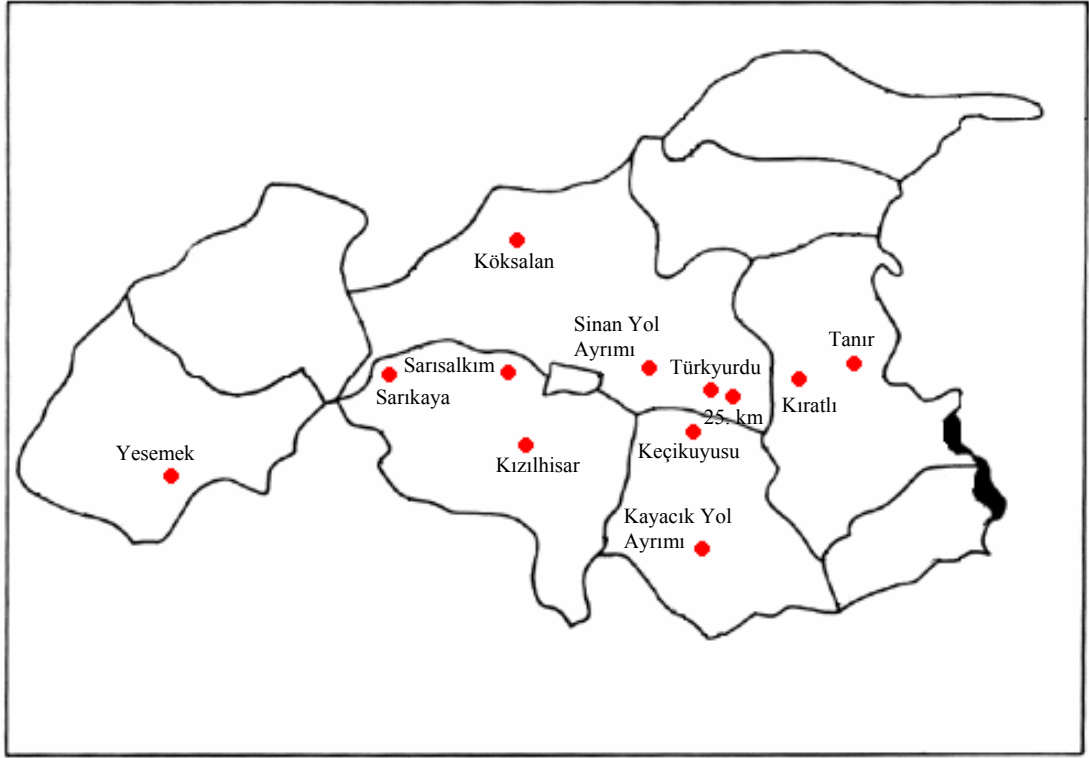 Köksalan
Sinan Yol
Ayrımı
Tanır
Sarısalkım
Türkyurdu
Sarıkaya
Kıratlı
25. km
Keçikuyusu
Yesemek
Kızılhisar
Kayacık Yol
Ayrımı